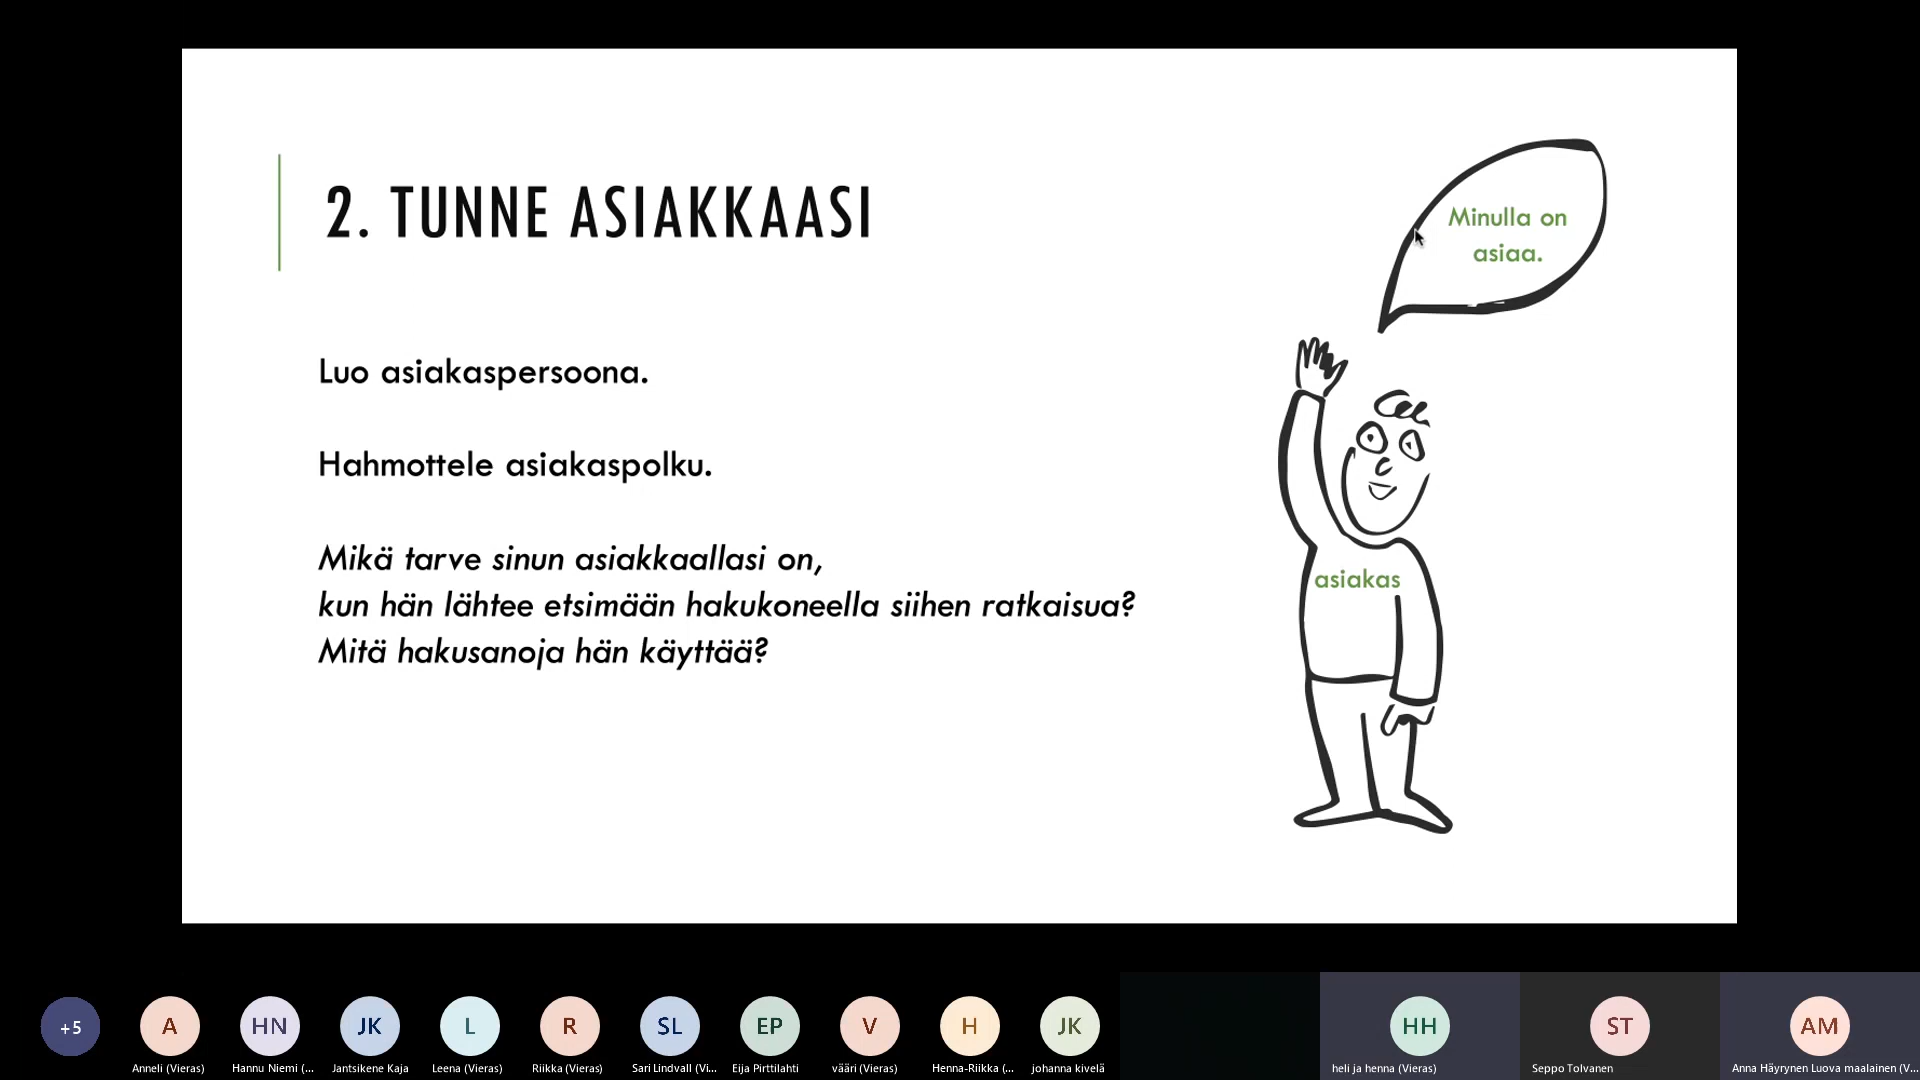 2. TUNNE ASIAKKAASI
Minulla on
asiaa.
Luo asiakaspersoona.
Hahmottele asiakaspolku.
Mikä tarve sinun asiakkaallasi on,
kun hän lähtee etsimään hakukoneella siihen ratkaisua?
Mitä hakusanoja hän käyttää?
asiakas
+5
A
HN
JK
L
R
SL
EP
V
H
JK
HH
ST
AM
Anneli (Vieras)
Hannu Niemi (...
Jantsikene Kaja
Leena (Vieras)
Riikka (Vieras)
Sari Lindvall (Vi...
Eija Pirttilahti
vääri (Vieras)
Henna-Riikka (...
johanna kivelä
heli ja henna (Vieras)
Seppo Tolvanen
Anna Häyrynen Luova maalainen (V...